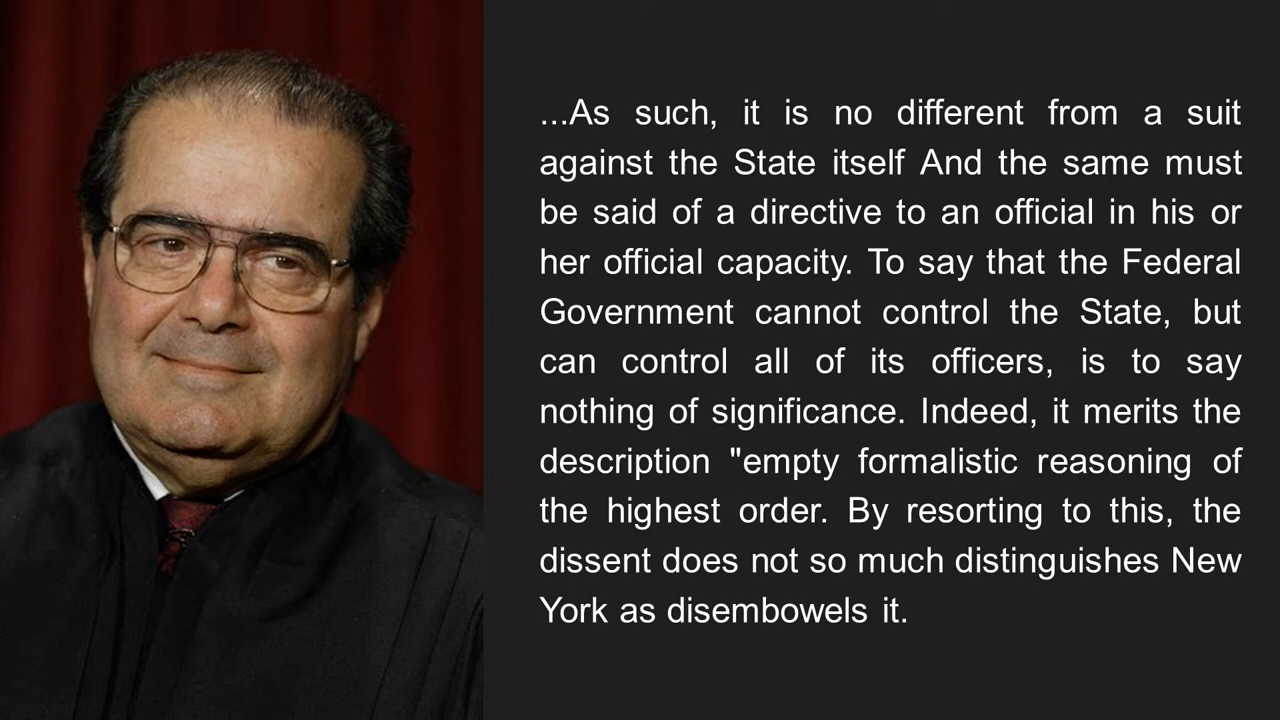 ...As such, it is no different from a suit
against the State itself And the same must
be said of a directive to an official in his or
her official capacity. To say that the Federal
Government cannot control the State, but
can control all of its officers, is to say
nothing of significance. Indeed, it merits the
description "empty formalistic reasoning of
the highest order. By resorting to this, the
dissent does not so much distinguishes New
York as disembowels it.